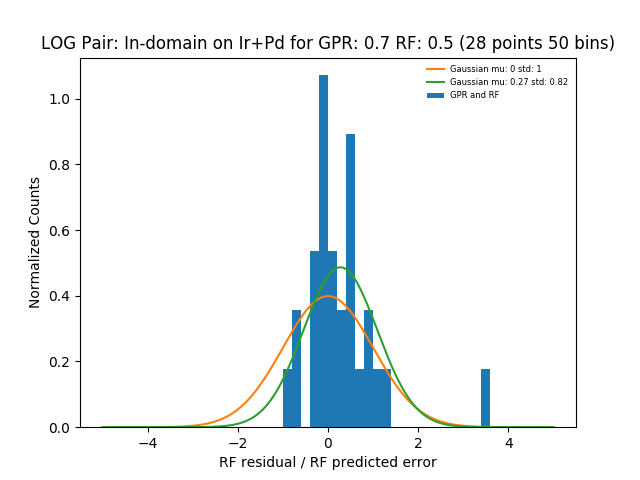 LOG Pair: In-domain on Ir+Pd for GPR: 0.7 RF: 0.5 (28 points 50 bins)
Gaussian mu: 0 std: 1
Gaussian mu: 0.27 std: 0.82
GPR and RF
Normalized Counts
1.0
0.8
0.6
0.4
0.2
0.0
−4 −2 0 2 4
RF residual / RF predicted error